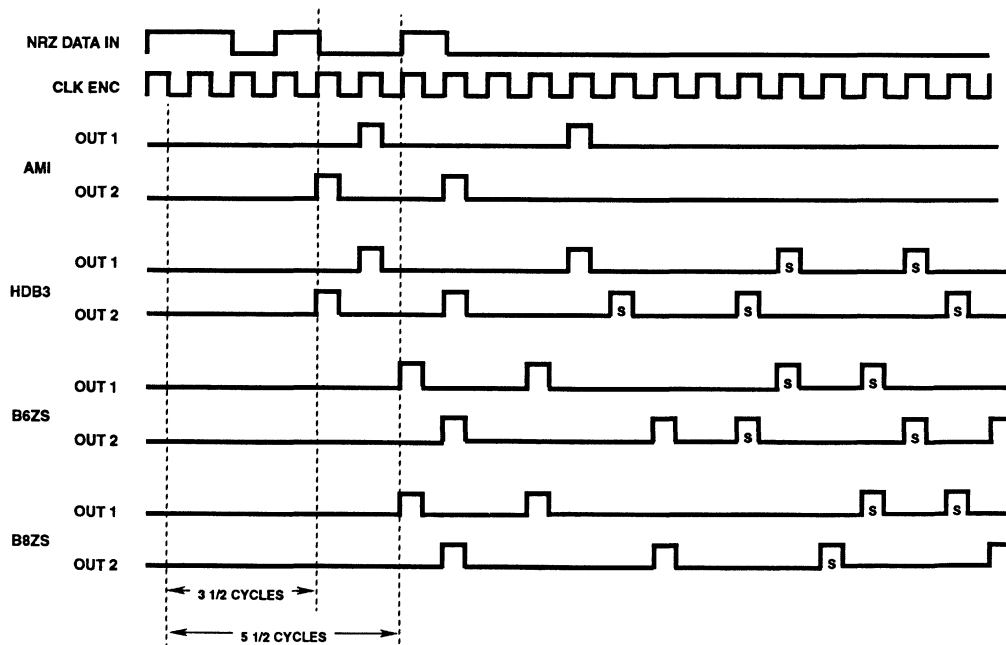 NRZ DATA IN
CLK ENC
OUT 1
AMI
OUT 2
OUT 1
S S
HDB3
OUT 2
S S S
OUT 1
S S
B6ZS
OUT 2
S S
OUT 1
S S
B8ZS
OUT 2
S
3 1/2 CYCLES
5 1/2 CYCLES